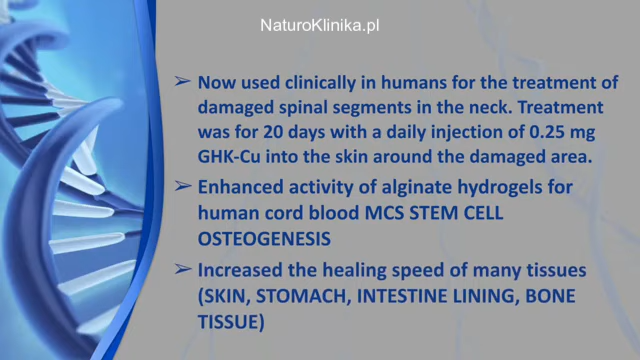 NaturoKlinika.pl
➢ Now used clinically in humans for the treatment of
damaged spinal segments in the neck. Treatment
was for 20 days with a daily injection of 0.25 mg
GHK-Cu into the skin around the damaged area.
➢ Enhanced activity of alginate hydrogels for
human cord blood MCS STEM CELL
OSTEOGENESIS
➢ Increased the healing speed of many tissues
(SKIN, STOMACH, INTESTINE LINING, BONE
TISSUE)